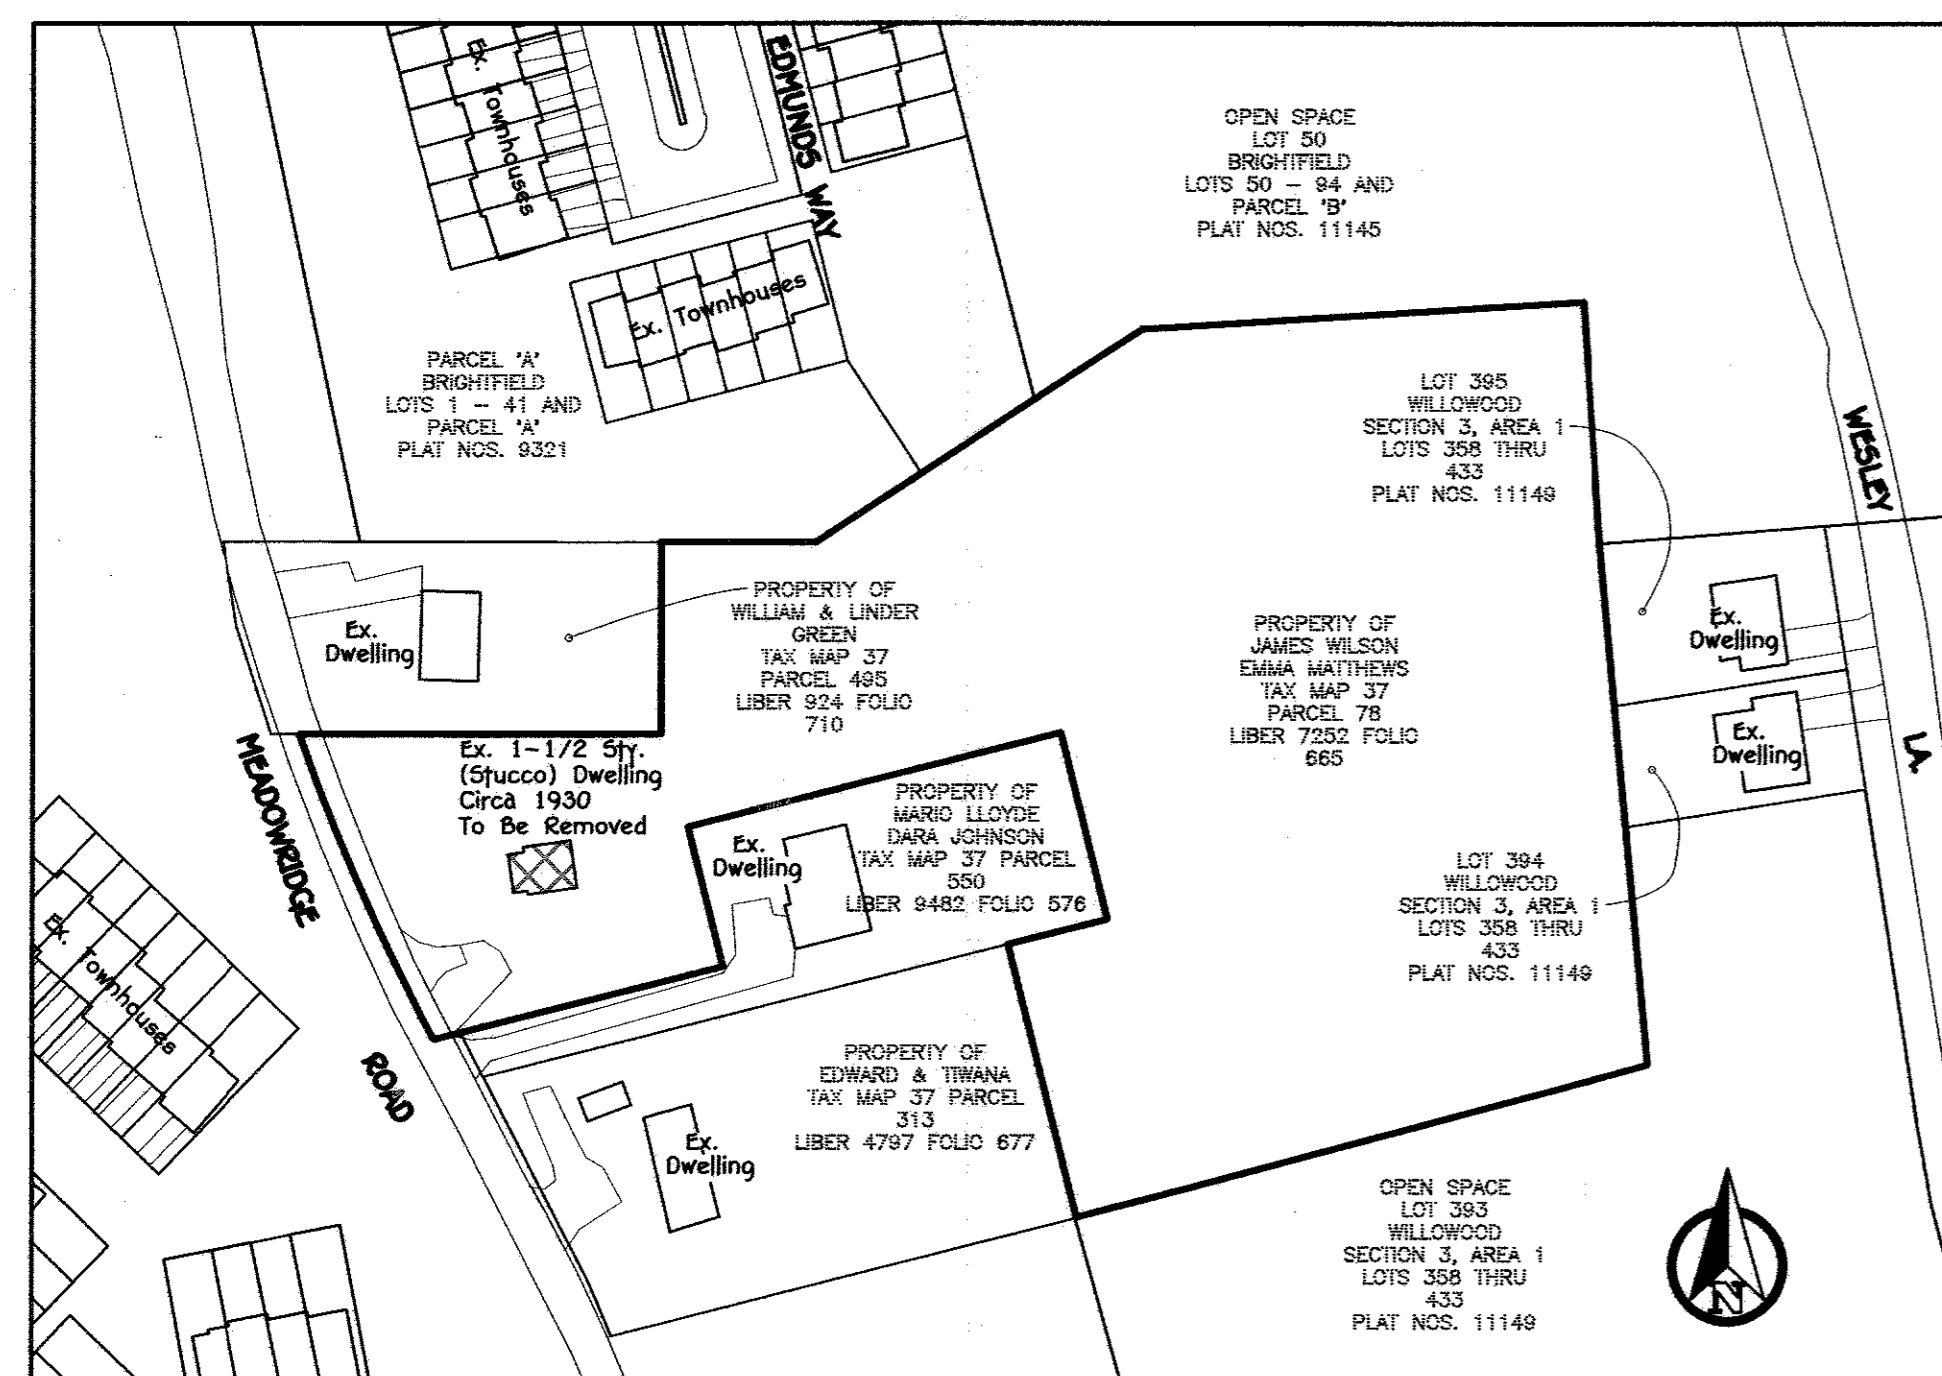 Ex. Townhouses
EDMUNDS WAY
OPEN SPACE
LOT 50
BRIGHTFIELD
LOTS 50 - 94 AND
PARCEL 'B'
PLAT NOS. 11145
Ex. Townhouses
PARCEL 'A'
BRIGHTFIELD
LOTS 1 - 41 AND
PARCEL 'A'
PLAT NOS. 9321
LOT 395
WILLOWOOD
SECTION 3, AREA 1
LOTS 358 THRU
433
PLAT NOS. 11149
WESLEY LA.
Ex.
Dwelling
PROPERTY OF
WILLIAM & LINDER
GREEN
TAX MAP 37
PARCEL 495
LIBER 924 FOLIO
710
PROPERTY OF
JAMES WILSON
EMMA MATTHEWS
TAX MAP 37
PARCEL 78
LIBER 7252 FOLIO
665
Ex.
Dwelling
Ex.
Dwelling
MEADOWRIDGE ROAD
Ex. 1-1/2 Sty.
(Stucco) Dwelling
Circa 1930
To Be Removed
Ex.
Dwelling
PROPERTY OF
MARIO LLOYDE
DARA JOHNSON
TAX MAP 37 PARCEL
550
LIBER 9482 FOLIO 576
LOT 394
WILLOWOOD
SECTION 3, AREA 1
LOTS 358 THRU
433
PLAT NOS. 11149
Ex. Townhouses
PROPERTY OF
EDWARD & TIWANA
TAX MAP 37 PARCEL
313
LIBER 4797 FOLIO 677
Ex.
Dwelling
OPEN SPACE
LOT 393
WILLOWOOD
SECTION 3, AREA 1
LOTS 358 THRU
433
PLAT NOS. 11149
N